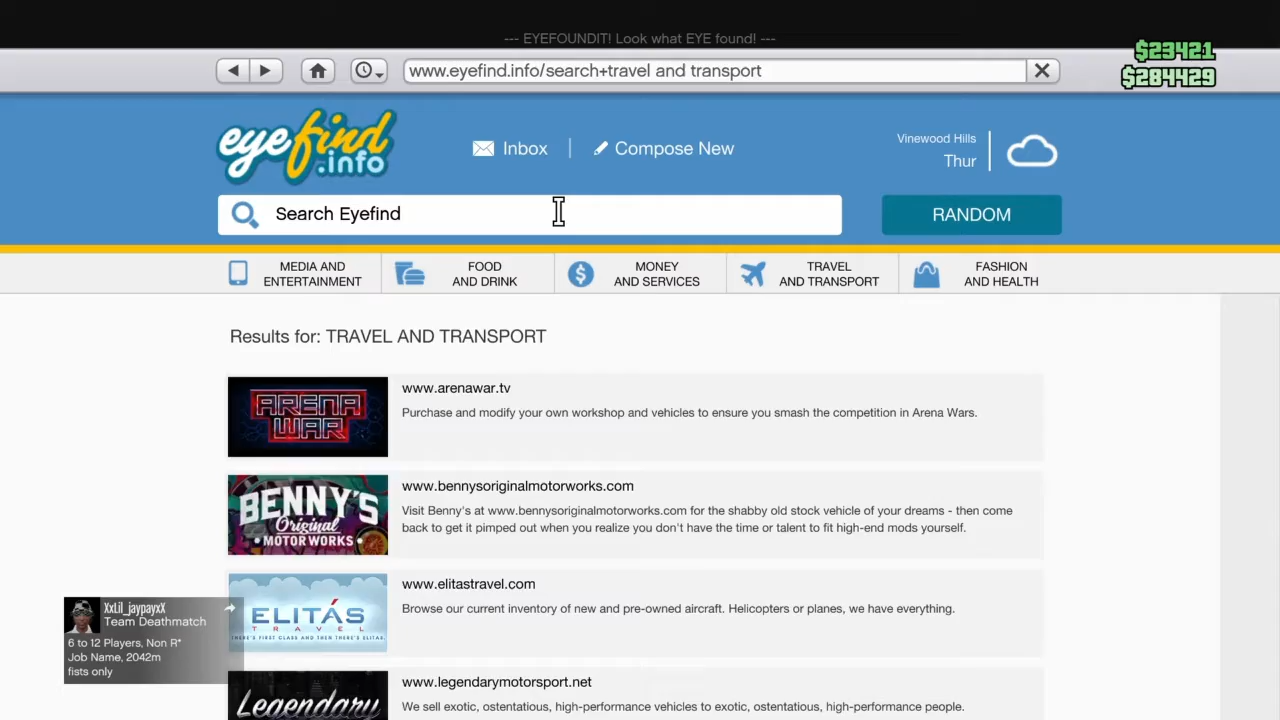 --- EYEFOUNDIT! Look what EYE found! ---
$23421
$284429
www.eyefind.info/search+travel and transport
eyefind
.info
Inbox
Compose New
Vinewood Hills
Thur
Search Eyefind
RANDOM
MEDIA AND
ENTERTAINMENT
FOOD
AND DRINK
MONEY
AND SERVICES
TRAVEL
AND TRANSPORT
FASHION
AND HEALTH
Results for: TRAVEL AND TRANSPORT
ARENA
WAR
www.arenawar.tv
Purchase and modify your own workshop and vehicles to ensure you smash the competition in Arena Wars.
BENNY'S
Original
MOTOR WORKS
www.bennysoriginalmotorworks.com
Visit Benny's at www.bennysoriginalmotorworks.com for the shabby old stock vehicle of your dreams - then come
back to get it pimped out when you realize you don't have the time or talent to fit high-end mods yourself.
ELITÁS
TRAVEL
THERE'S FIRST CLASS AND THEN THERE'S ELITAS.
www.elitastravel.com
Browse our current inventory of new and pre-owned aircraft. Helicopters or planes, we have everything.
XxLil_jaypayxX
Team Deathmatch
6 to 12 Players, Non R*
Job Name, 2042m
fists only
Legendary
www.legendarymotorsport.net
We sell exotic, ostentatious, high-performance vehicles to exotic, ostentatious, high-performance people.